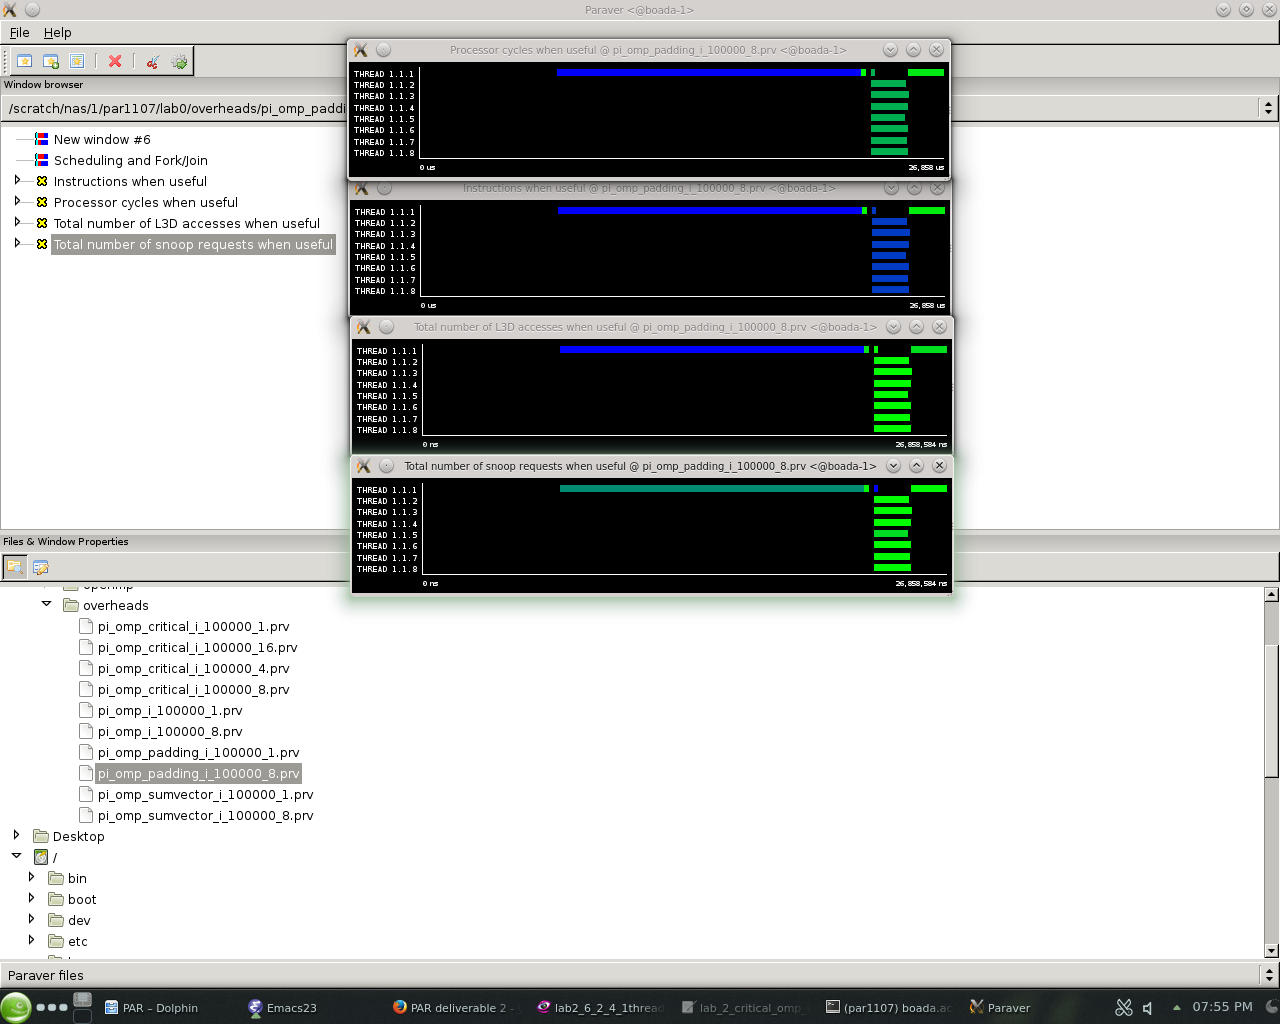 Paraver <@boada-1>
File Help
Window browser
/scratch/nas/1/par1107/lab0/overheads/pi_omp_paddi
New window #6
Scheduling and Fork/Join
Instructions when useful
Processor cycles when useful
Total number of L3D accesses when useful
Total number of snoop requests when useful
Processor cycles when useful @ pi_omp_padding_i_100000_8.prv <@boada-1>
THREAD 1.1.1
THREAD 1.1.2
THREAD 1.1.3
THREAD 1.1.4
THREAD 1.1.5
THREAD 1.1.6
THREAD 1.1.7
THREAD 1.1.8
0 us 26,858 us
Instructions when useful @ pi_omp_padding_i_100000_8.prv <@boada-1>
THREAD 1.1.1
THREAD 1.1.2
THREAD 1.1.3
THREAD 1.1.4
THREAD 1.1.5
THREAD 1.1.6
THREAD 1.1.7
THREAD 1.1.8
0 us 26,858 us
Total number of L3D accesses when useful @ pi_omp_padding_i_100000_8.prv <@boada-1>
THREAD 1.1.1
THREAD 1.1.2
THREAD 1.1.3
THREAD 1.1.4
THREAD 1.1.5
THREAD 1.1.6
THREAD 1.1.7
THREAD 1.1.8
0 ns 26,858,584 ns
Total number of snoop requests when useful @ pi_omp_padding_i_100000_8.prv <@boada-1>
THREAD 1.1.1
THREAD 1.1.2
THREAD 1.1.3
THREAD 1.1.4
THREAD 1.1.5
THREAD 1.1.6
THREAD 1.1.7
THREAD 1.1.8
0 ns 26,858,584 ns
Files & Window Properties
openmp
overheads
pi_omp_critical_i_100000_1.prv
pi_omp_critical_i_100000_16.prv
pi_omp_critical_i_100000_4.prv
pi_omp_critical_i_100000_8.prv
pi_omp_i_100000_1.prv
pi_omp_i_100000_8.prv
pi_omp_padding_i_100000_1.prv
pi_omp_padding_i_100000_8.prv
pi_omp_sumvector_i_100000_1.prv
pi_omp_sumvector_i_100000_8.prv
Desktop
/
bin
boot
dev
etc
Paraver files
PAR – Dolphin Emacs23 PAR deliverable 2 - lab2_6_2_4_1threa lab_2_critical_omp_ (par1107) boada.ac Paraver 07:55 PM